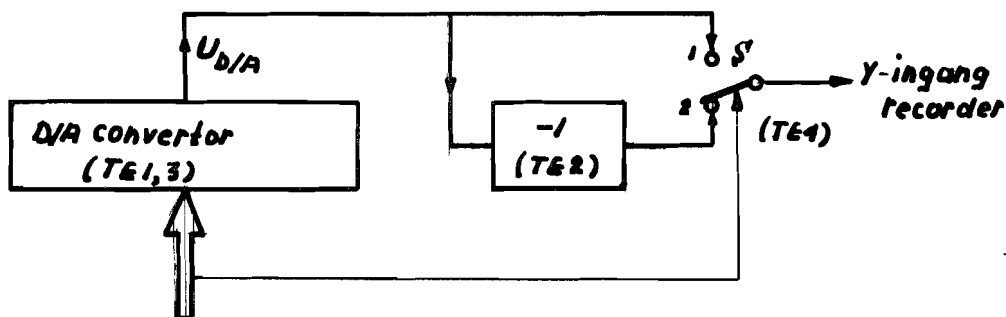 U_D/A
1 S
Y-ingang
recorder
D/A convertor
(TE1,3)
-1
(TE2)
2
(TE4)